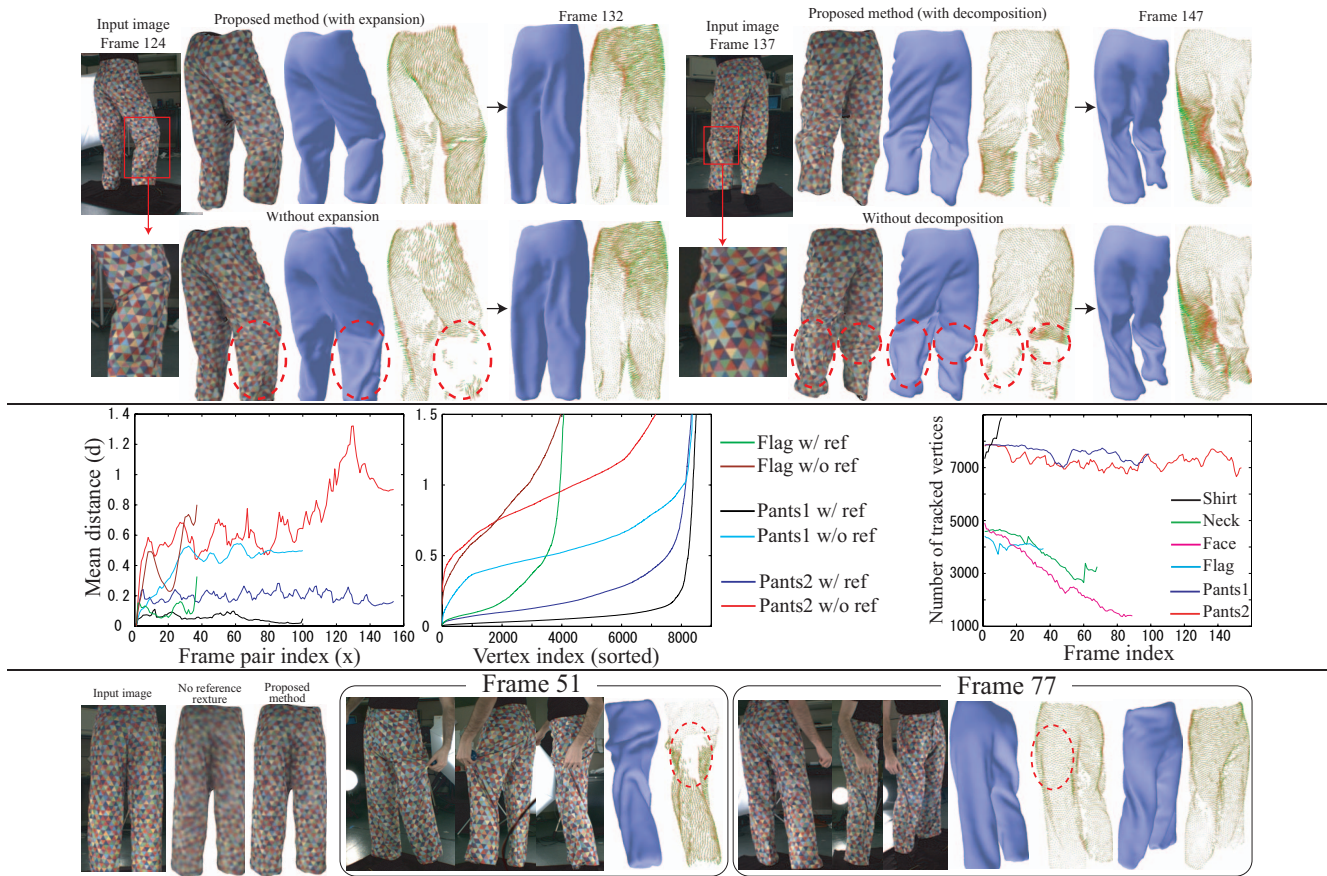 Input image
Frame 124
Proposed method (with expansion)
Frame 132
Input image
Frame 137
Proposed method (with decomposition)
Frame 147
Without expansion
Without decomposition
1.4
1.2
1
0.8
0.6
0.4
0.2
0
Mean distance (d)
0 20 40 60 80 100 120 140 160
Frame pair index (x)
1.5
1
0.5
0
2000 4000 6000 8000
Vertex index (sorted)
Flag w/ ref
Flag w/o ref
Pants1 w/ ref
Pants1 w/o ref
Pants2 w/ ref
Pants2 w/o ref
Number of tracked vertices
7000
5000
3000
1000
0 20 40 60 80 100 140
Frame index
Shirt
Neck
Face
Flag
Pants1
Pants2
Input image
No reference
rexture
Proposed
method
Frame 51
Frame 77